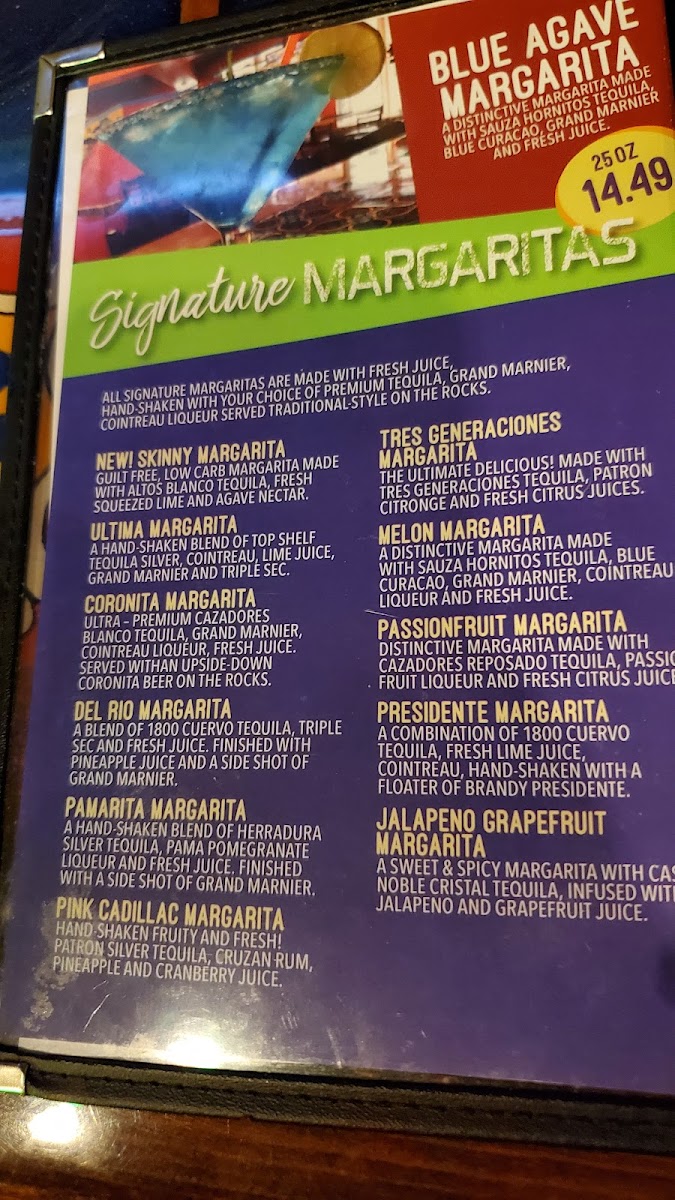 BLUE AGAVE
MARGARITA
A DISTINCTIVE MARGARITA MADE
WITH SAUZA HORNITOS TEQUILA,
BLUE CURACAO, GRAND MARNIER
AND FRESH JUICE.
25 OZ
14.49
Signature MARGARITAS
ALL SIGNATURE MARGARITAS ARE MADE WITH FRESH JUICE,
HAND-SHAKEN WITH YOUR CHOICE OF PREMIUM TEQUILA, GRAND MARNIER,
COINTREAU LIQUEUR SERVED TRADITIONAL-STYLE ON THE ROCKS.
NEW! SKINNY MARGARITA
GUILT FREE, LOW CARB MARGARITA MADE
WITH ALTOS BLANCO TEQUILA, FRESH
SQUEEZED LIME AND AGAVE NECTAR.
ULTIMA MARGARITA
A HAND-SHAKEN BLEND OF TOP SHELF
TEQUILA SILVER, COINTREAU, LIME JUICE,
GRAND MARNIER AND TRIPLE SEC.
CORONITA MARGARITA
ULTRA - PREMIUM CAZADORES
BLANCO TEQUILA, GRAND MARNIER,
COINTREAU LIQUEUR, FRESH JUICE.
SERVED WITHAN UPSIDE-DOWN
CORONITA BEER ON THE ROCKS.
DEL RIO MARGARITA
A BLEND OF 1800 CUERVO TEQUILA, TRIPLE
SEC AND FRESH JUICE. FINISHED WITH
PINEAPPLE JUICE AND A SIDE SHOT OF
GRAND MARNIER.
PAMARITA MARGARITA
A HAND-SHAKEN BLEND OF HERRADURA
SILVER TEQUILA, PAMA POMEGRANATE
LIQUEUR AND FRESH JUICE. FINISHED
WITH A SIDE SHOT OF GRAND MARNIER.
PINK CADILLAC MARGARITA
HAND-SHAKEN FRUITY AND FRESH!
PATRON SILVER TEQUILA, CRUZAN RUM,
PINEAPPLE AND CRANBERRY JUICE.
TRES GENERACIONES
MARGARITA
THE ULTIMATE DELICIOUS! MADE WITH
TRES GENERACIONES TEQUILA, PATRON
CITRONGE AND FRESH CITRUS JUICES.
MELON MARGARITA
A DISTINCTIVE MARGARITA MADE
WITH SAUZA HORNITOS TEQUILA, BLUE
CURACAO, GRAND MARNIER, COINTREAU
LIQUEUR AND FRESH JUICE.
PASSIONFRUIT MARGARITA
DISTINCTIVE MARGARITA MADE WITH
CAZADORES REPOSADO TEQUILA, PASSIO
FRUIT LIQUEUR AND FRESH CITRUS JUICE
PRESIDENTE MARGARITA
A COMBINATION OF 1800 CUERVO
TEQUILA, FRESH LIME JUICE,
COINTREAU, HAND-SHAKEN WITH A
FLOATER OF BRANDY PRESIDENTE.
JALAPENO GRAPEFRUIT
MARGARITA
A SWEET & SPICY MARGARITA WITH CAS
NOBLE CRISTAL TEQUILA, INFUSED WITH
JALAPENO AND GRAPEFRUIT JUICE.